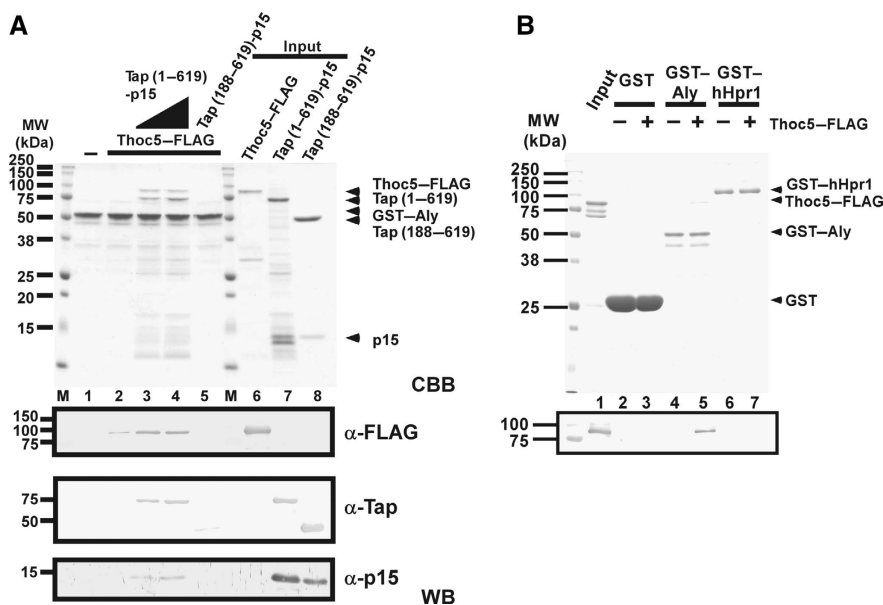 A
Tap (1–619)
-p15
Tap (188–619)-p15
Input
Thoc5–FLAG
Tap (1–619)-p15
Tap (188–619)-p15
MW
(kDa)
–
Thoc5–FLAG
250
150
100
75
50
38
25
20
15
Thoc5–FLAG
Tap (1–619)
GST–Aly
Tap (188–619)
p15
CBB
M 1 2 3 4 5 M 6 7 8
150
100
75
α-FLAG
75
50
α-Tap
15
α-p15
WB
B
Input
GST
GST–
Aly
GST–
hHpr1
MW
(kDa)
– + – + – + Thoc5–FLAG
250
150
100
75
50
38
25
GST–hHpr1
Thoc5–FLAG
GST–Aly
GST
1 2 3 4 5 6 7
100
75